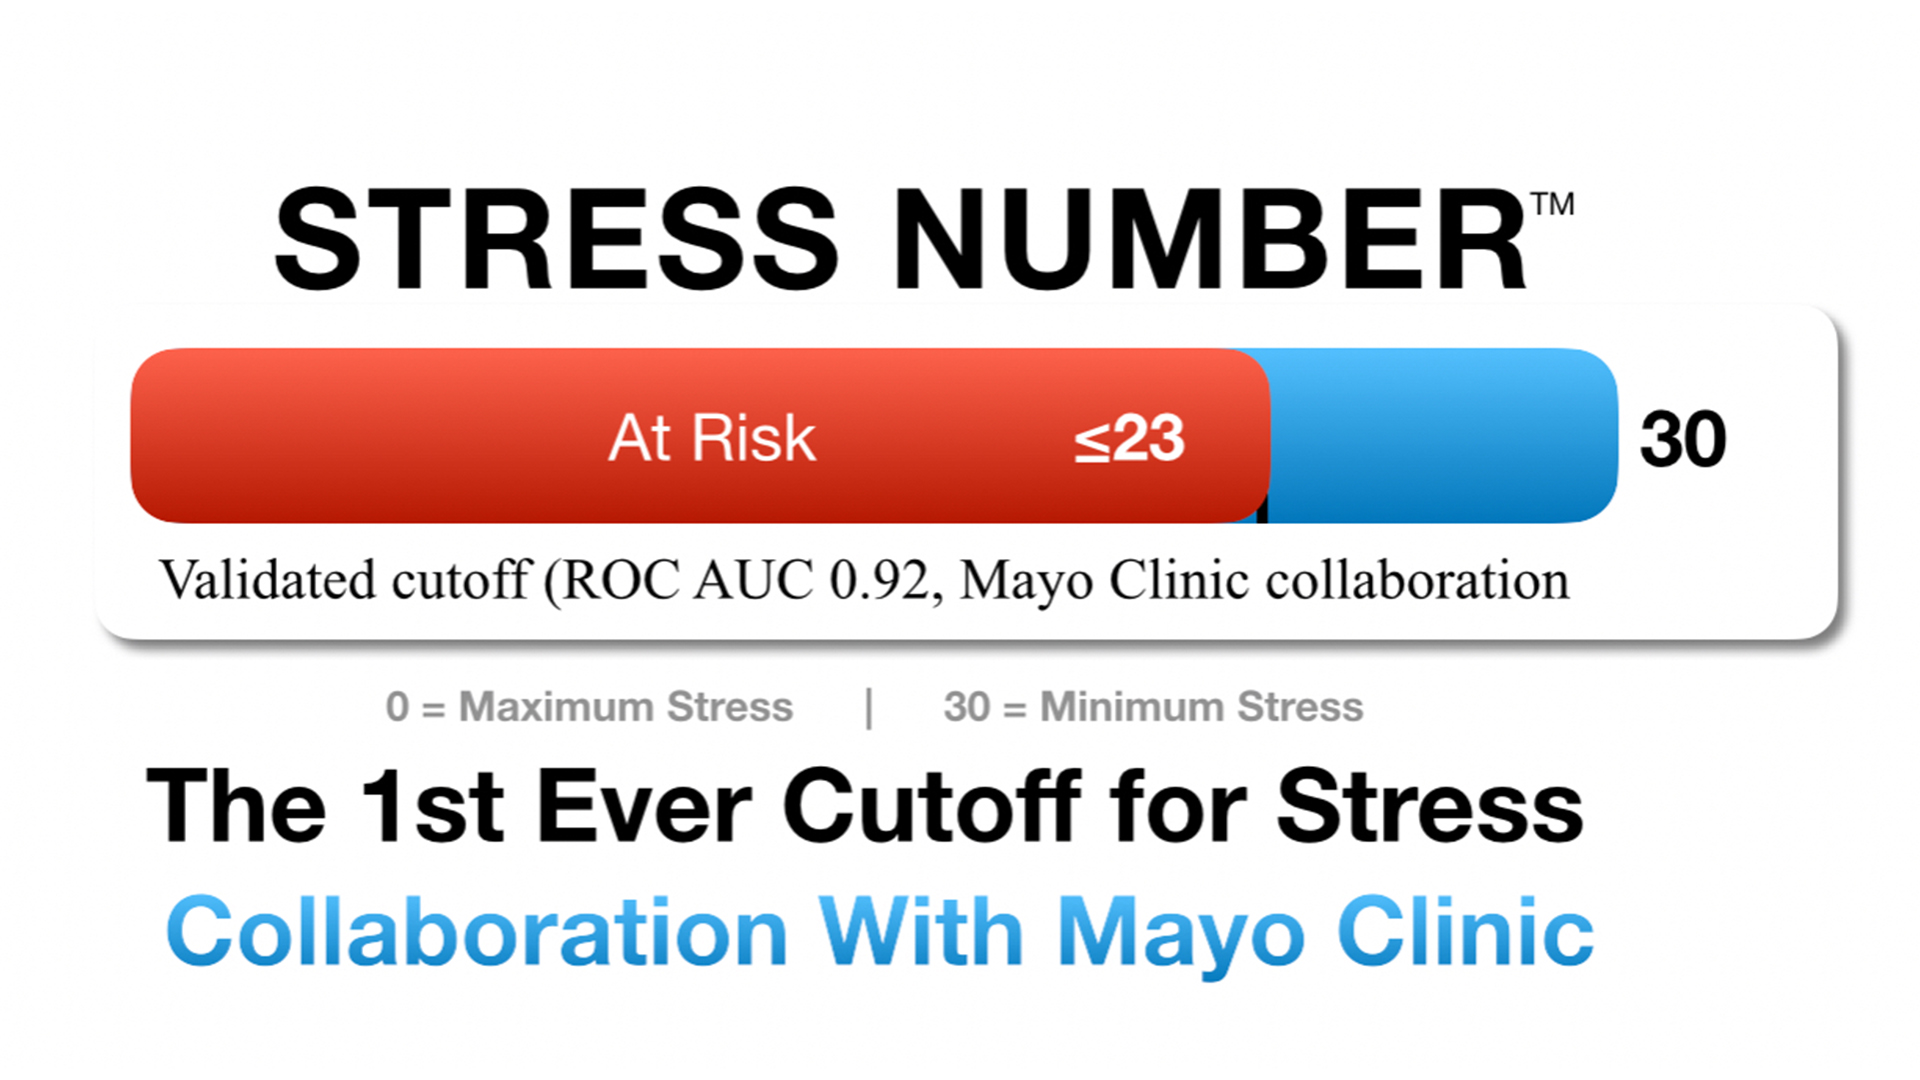 STRESS NUMBER™
At Risk ≤23 30
Validated cutoff (ROC AUC 0.92, Mayo Clinic collaboration
0 = Maximum Stress | 30 = Minimum Stress
The 1st Ever Cutoff for Stress
Collaboration With Mayo Clinic